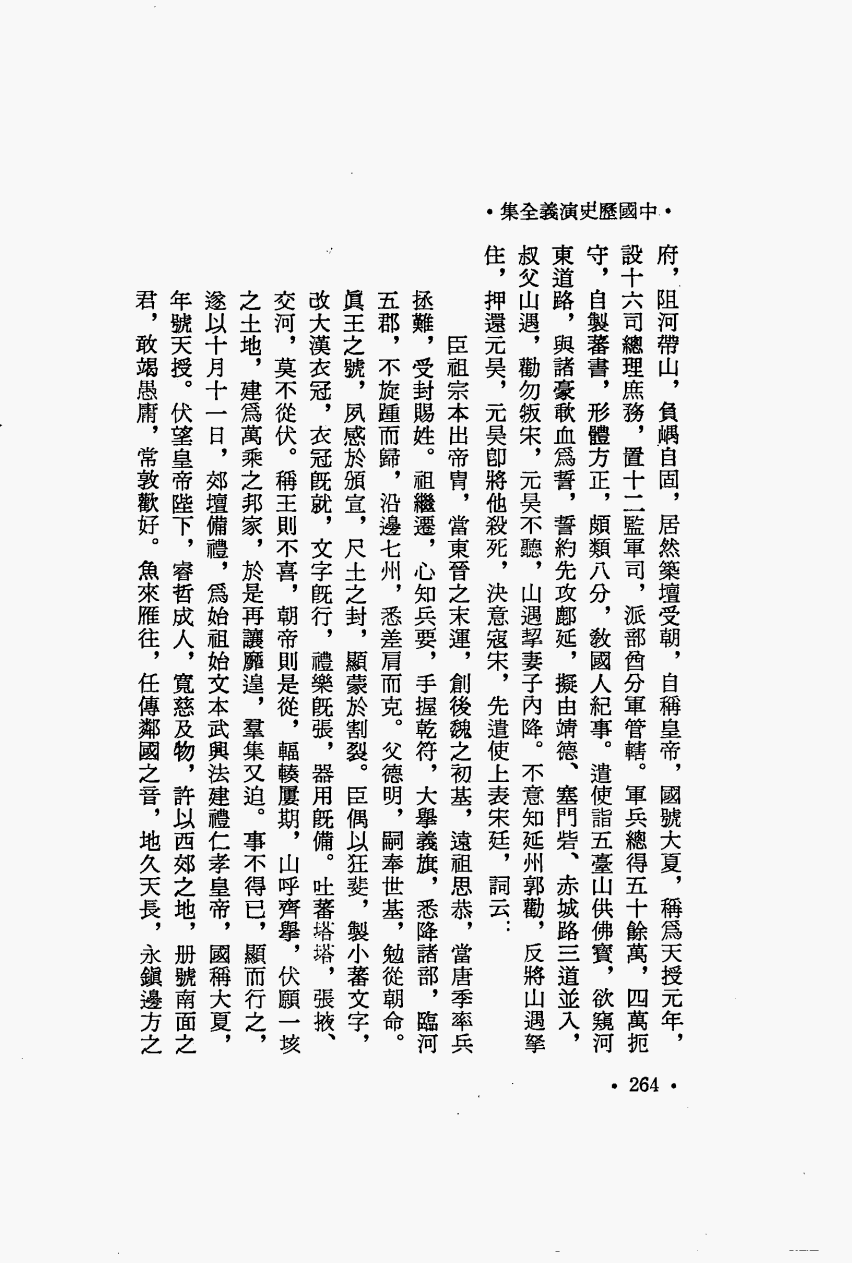 •中國歷史演義全集•
府，阻河帶山，負嵎自固，居然築壇受朝，自稱皇帝，國號大夏，稱爲天授元年，
設十六司總理庶務，置十二監軍司，派部酋分軍管轄。軍兵總得五十餘萬，四萬扼
守，自製蕃書，形體方正，頗類八分，敎國人紀事。遣使詣五臺山供佛寶，欲窺河
東道路，與諸豪歃血爲誓，誓約先攻鄜延，擬由靖德、塞門砦、赤城路三道並入，
叔父山遇，勸勿叛宋，元昊不聽，山遇挈妻子內降。不意知延州郭勸，反將山遇拏
住，押還元昊，元昊卽將他殺死，決意寇宋，先遣使上表宋廷，詞云：
臣祖宗本出帝胄，當東晉之末運，創後魏之初基，遠祖思恭，當唐季率兵
拯難，受封賜姓。祖繼遷，心知兵要，手握乾符，大擧義旗，悉降諸部，臨河
五郡，不旋踵而歸，沿邊七州，悉差肩而克。父德明，嗣奉世基，勉從朝命。
眞王之號，夙感於頒宣，尺土之封，顯蒙於割裂。臣偶以狂斐，製小蕃文字，
改大漢衣冠，衣冠旣就，文字旣行，禮樂旣張，器用旣備。吐蕃塔塔，張掖、
交河，莫不從伏。稱王則不喜，朝帝則是從，輻輳屢期，山呼齊擧，伏願一垓
之土地，建爲萬乘之邦家，於是再讓靡遑，羣集又迫。事不得已，顯而行之，
遂以十月十一日，郊壇備禮，爲始祖始文本武興法建禮仁孝皇帝，國稱大夏，
年號天授。伏望皇帝陛下，睿哲成人，寬慈及物，許以西郊之地，册號南面之
君，敢竭愚庸，常敦歡好。魚來雁往，任傳鄰國之音，地久天長，永鎭邊方之
• 264 •